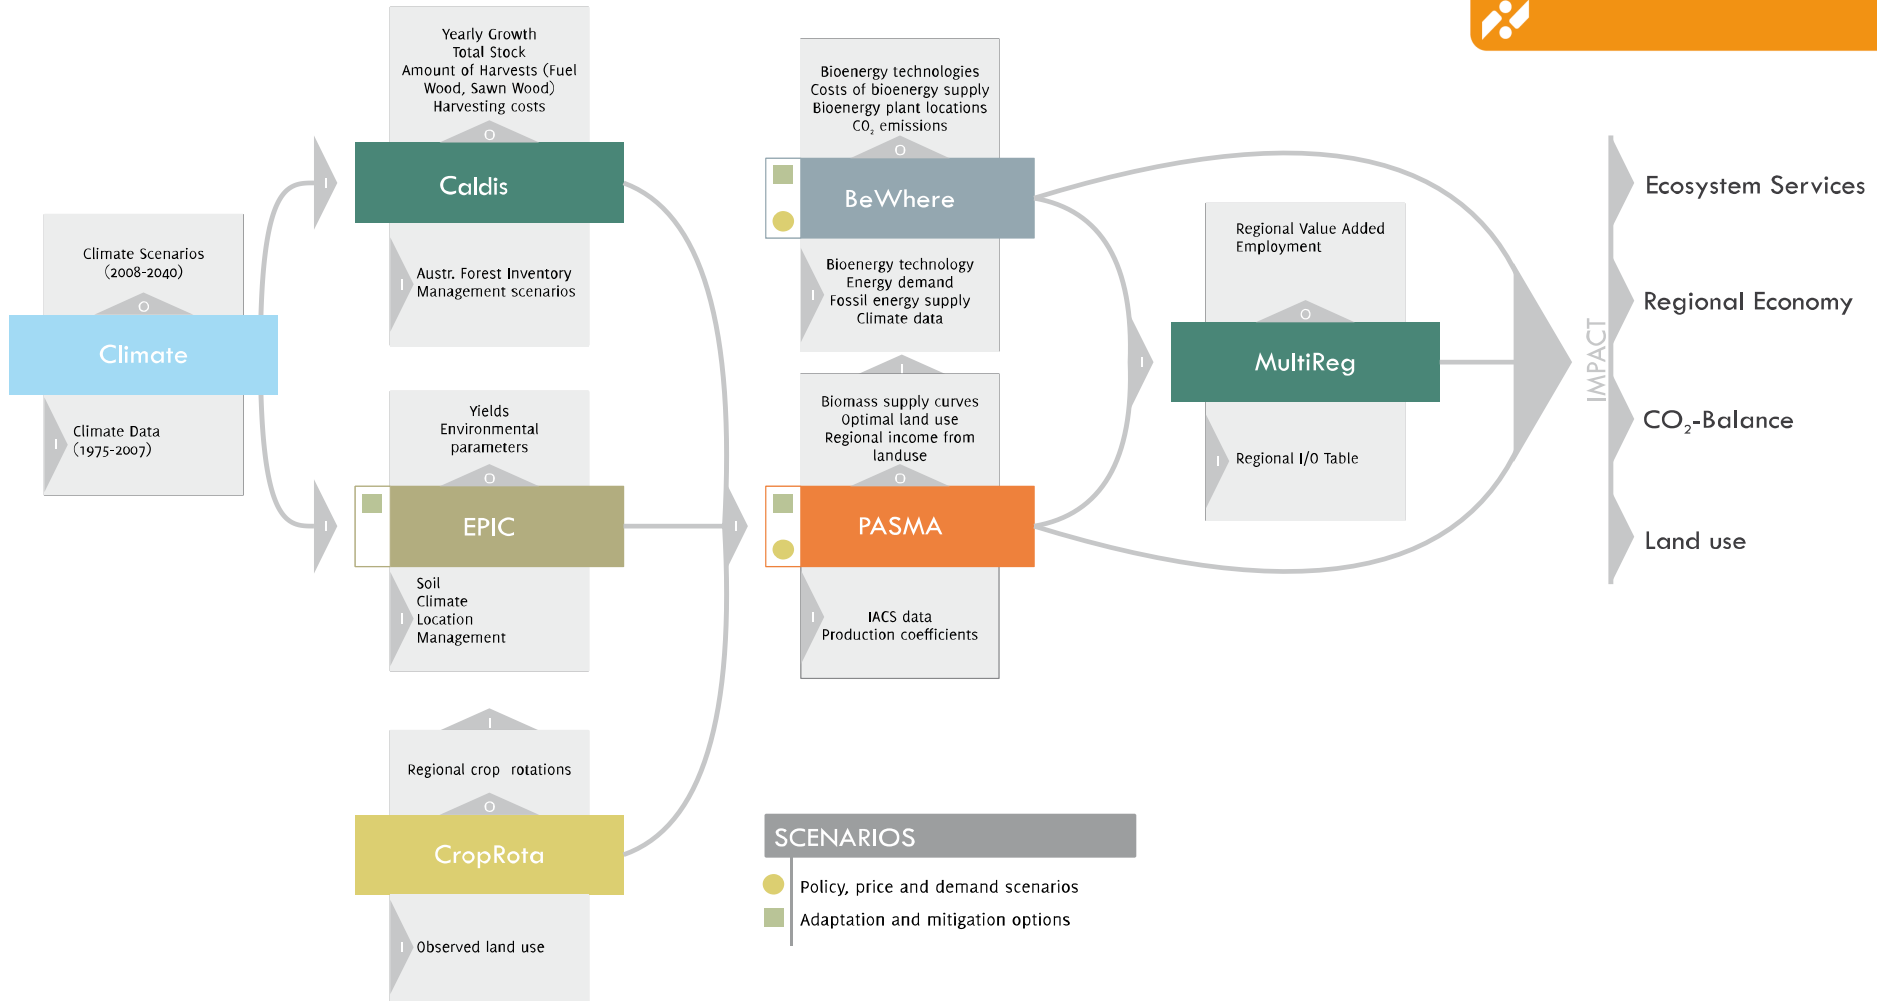 Yearly Growth
Total Stock
Amount of Harvests (Fuel
Wood, Sawn Wood)
Harvesting costs
O
I
Caldis
I
Austr. Forest Inventory
Management scenarios
Climate Scenarios
(2008-2040)
O
Climate
I
Climate Data
(1975-2007)
Yields
Environmental
parameters
O
I
EPIC
I
Soil
Climate
Location
Management
I
Regional crop rotations
O
CropRota
I
Observed land use
Bioenergy technologies
Costs of bioenergy supply
Bioenergy plant locations
CO₂ emissions
O
BeWhere
I
Bioenergy technology
Energy demand
Fossil energy supply
Climate data
I
Biomass supply curves
Optimal land use
Regional income from
landuse
O
I
PASMA
I
IACS data
Production coefficients
Regional Value Added
Employment
O
I
MultiReg
I
Regional I/O Table
IMPACT
Ecosystem Services
Regional Economy
CO₂-Balance
Land use
SCENARIOS
Policy, price and demand scenarios
Adaptation and mitigation options